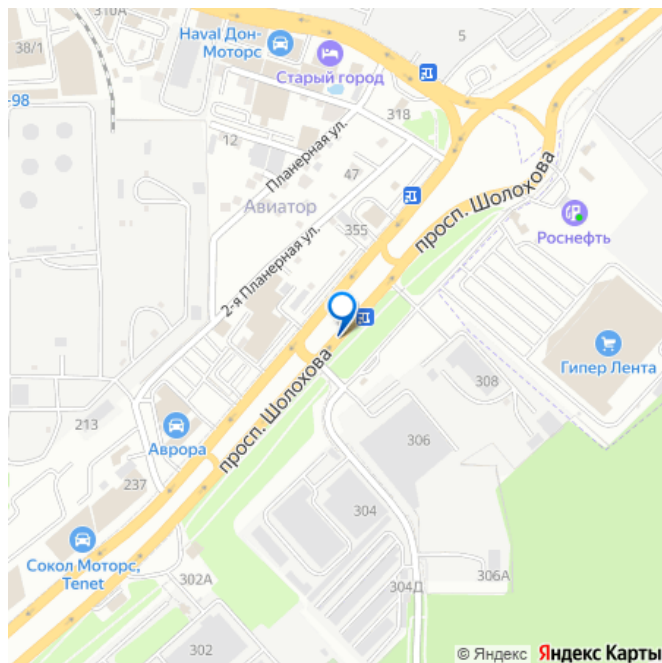 310А
5
Haval Дон-
Моторс
38/1
Старый город
-98
318
12
Планерная ул.
47
просп. Шолохова
Авиатор
355
Роснефть
2-я Планерная ул.
Гипер Лента
308
просп. Шолохова
213
Аврора
306
237
304
Сокол Моторс,
Tenet
302А
304Д
306А
302
© Яндекс Яндекс Карты